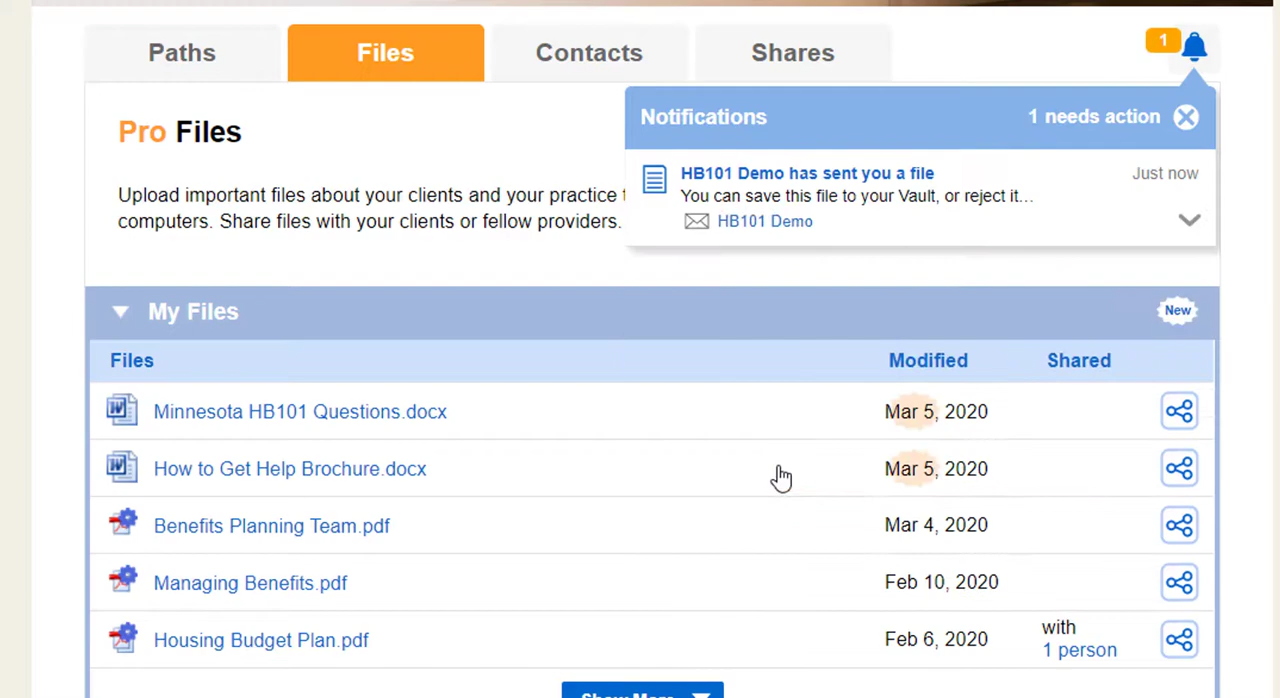 Paths
Files
Contacts
Shares
1
Notifications
1 needs action
HB101 Demo has sent you a file
Just now
You can save this file to your Vault, or reject it...
HB101 Demo
Pro Files
Upload important files about your clients and your practice
computers. Share files with your clients or fellow providers.
My Files
New
Files
Modified
Shared
Minnesota HB101 Questions.docx
Mar 5, 2020
How to Get Help Brochure.docx
Mar 5, 2020
Benefits Planning Team.pdf
Mar 4, 2020
Managing Benefits.pdf
Feb 10, 2020
Housing Budget Plan.pdf
Feb 6, 2020
with
1 person
Show More